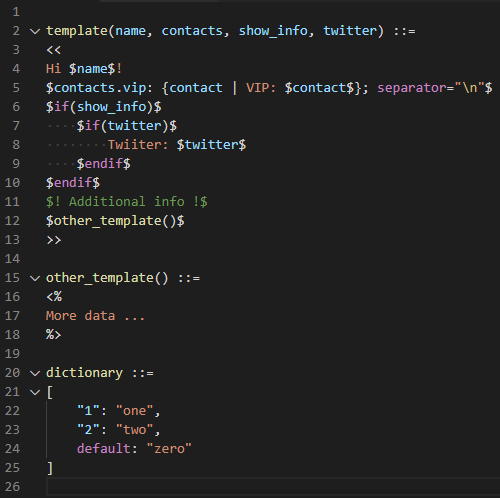 1
2 template(name, contacts, show_info, twitter) ::=
3 <<
4 Hi $name$!
5 $contacts.vip: {contact | VIP: $contact$}; separator="\n"$
6 $if(show_info)$
7 ····$if(twitter)$
8 ········Twiiter: $twitter$
9 ····$endif$
10 $endif$
11 $! Additional info !$
12 $other_template()$
13 >>
14
15 other_template() ::=
16 <%
17 More data ...
18 %>
19
20 dictionary ::=
21 [
22     "1": "one",
23     "2": "two",
24     default: "zero"
25 ]
26